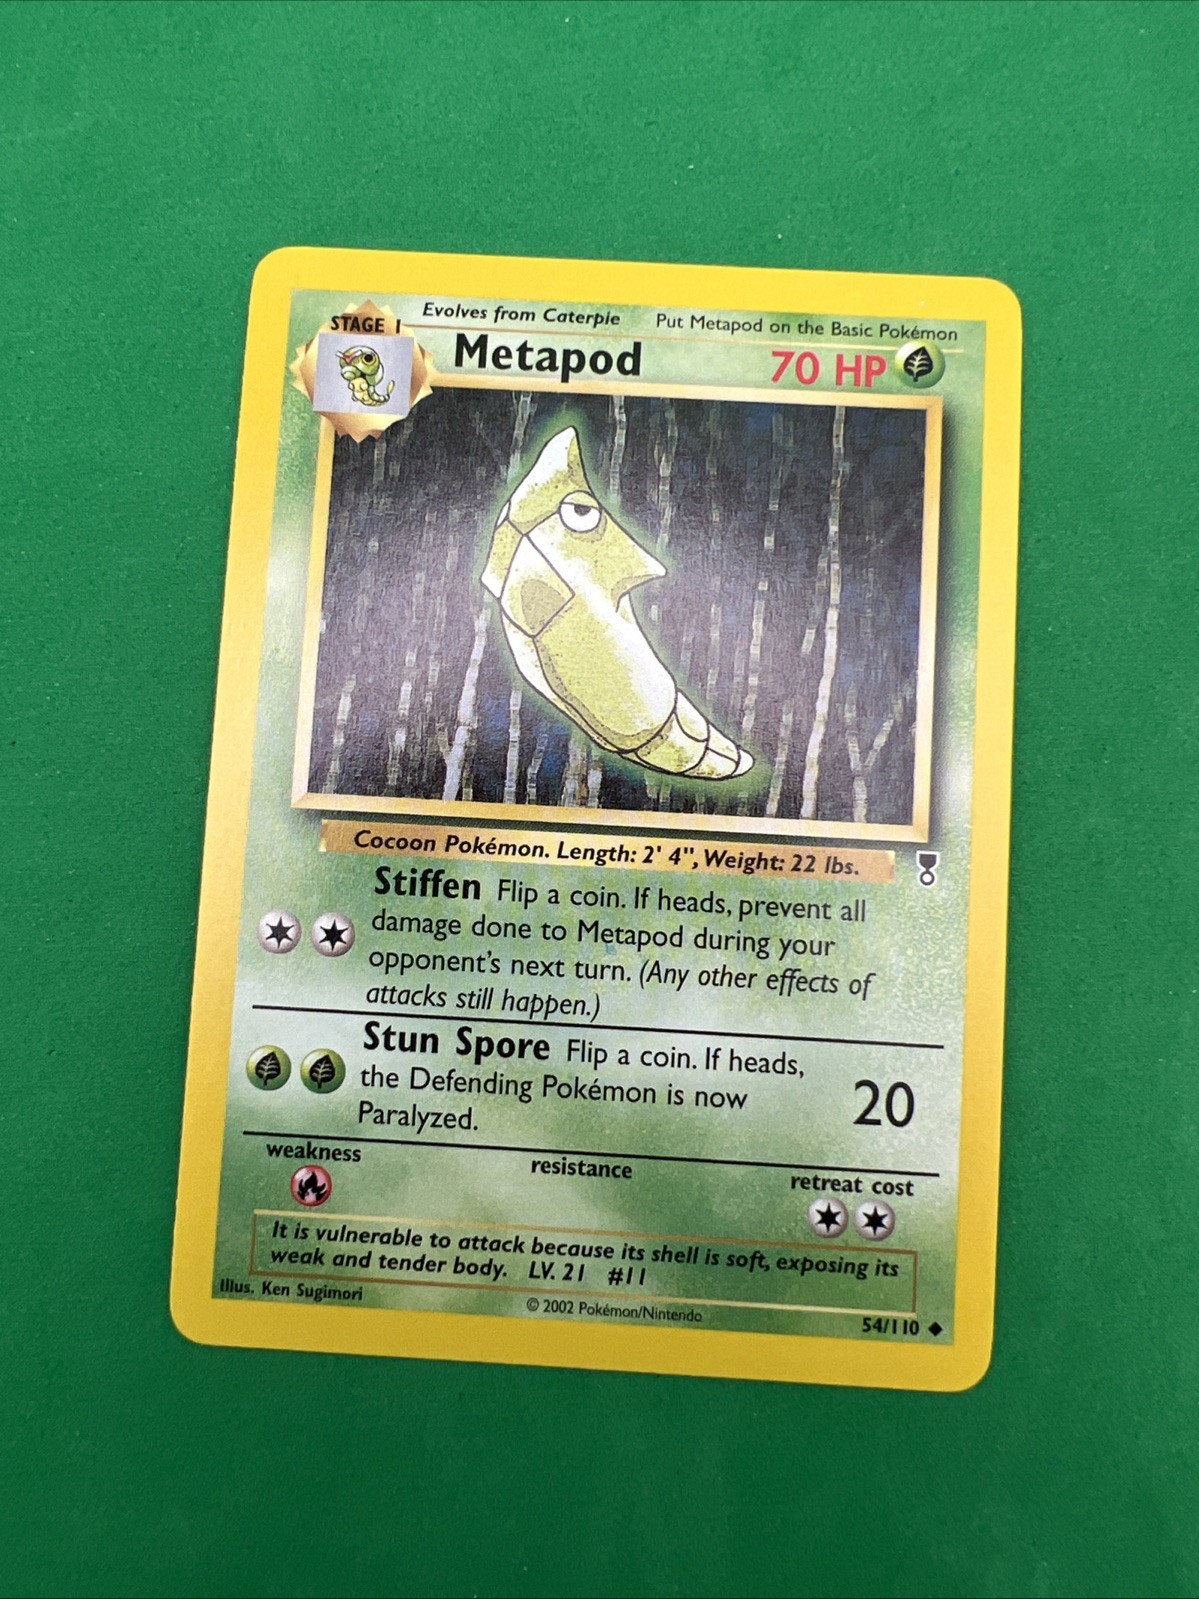 STAGE 1
Evolves from Caterpie
Put Metapod on the Basic Pokémon
Metapod
70 HP
Cocoon Pokémon. Length: 2' 4", Weight: 22 lbs.
Stiffen Flip a coin. If heads, prevent all
damage done to Metapod during your
opponent's next turn. (Any other effects of
attacks still happen.)
Stun Spore Flip a coin. If heads,
the Defending Pokémon is now
Paralyzed.
20
weakness
resistance
retreat cost
It is vulnerable to attack because its shell is soft, exposing its
weak and tender body. LV. 21 #11
Illus. Ken Sugimori
© 2002 Pokémon/Nintendo
54/110